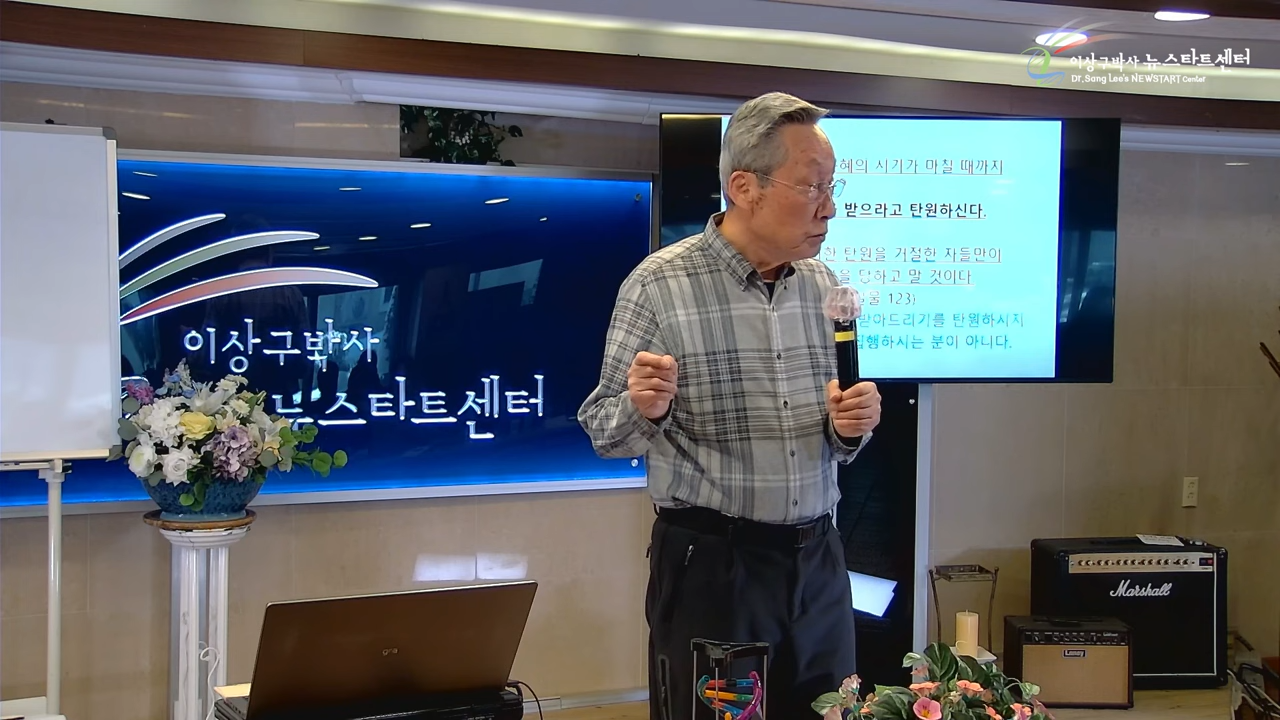 이상구박사 뉴스타트센터
Dr. Sang Lee's NEWSTART Center
혜의 시기가 마칠 때까지
받으라고 탄원하신다.
한 탄원을 거절한 자들만이
을 당하고 말 것이다
물 123)
받아드리기를 탄원하시지
집행하시는 분이 아니다.
이상구박사
뉴스타트센터
Marshall
Laney